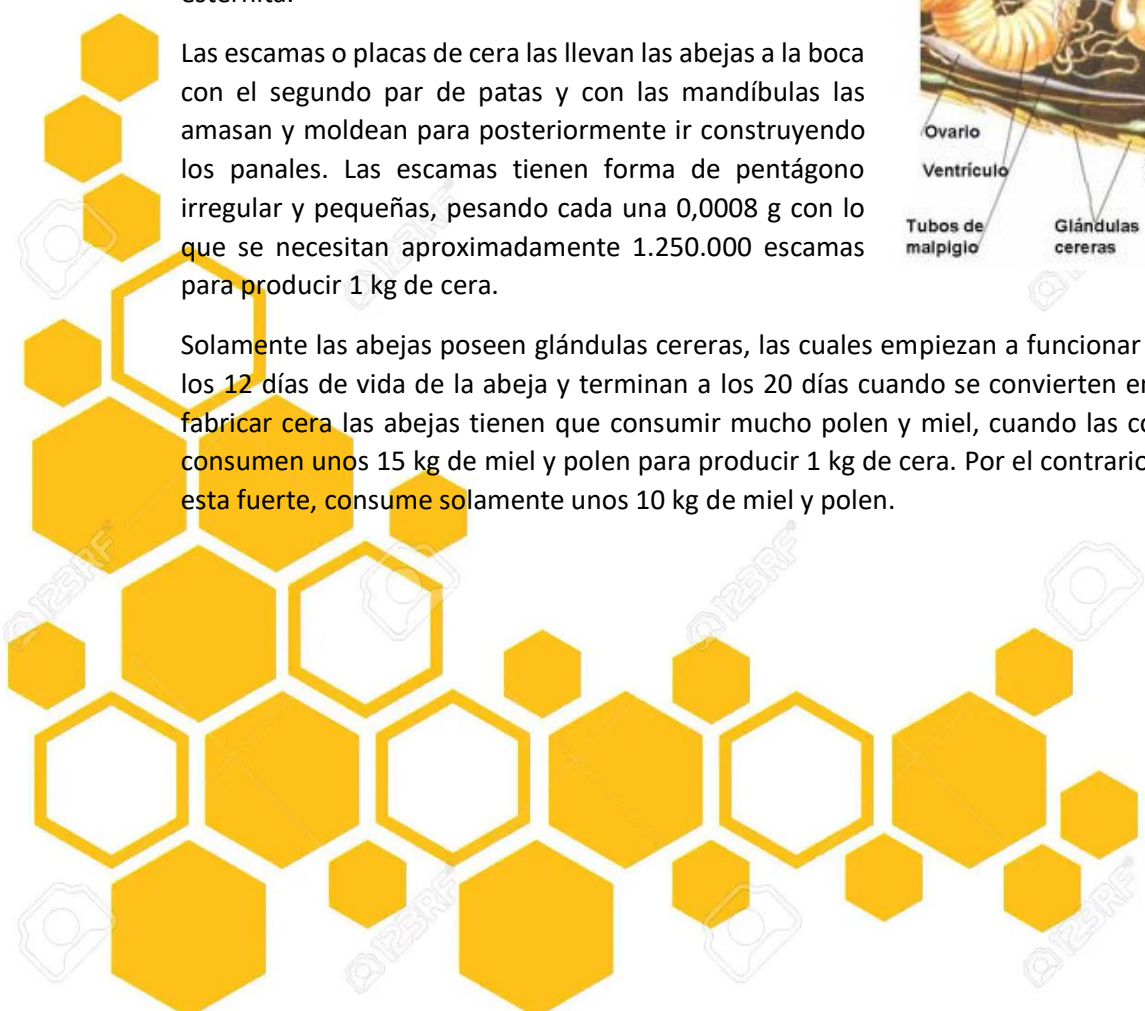 Las escamas o placas de cera las llevan las abejas a la boca
con el segundo par de patas y con las mandíbulas las
amasan y moldean para posteriormente ir construyendo
los panales. Las escamas tienen forma de pentágono
irregular y pequeñas, pesando cada una 0,0008 g con lo
que se necesitan aproximadamente 1.250.000 escamas
para producir 1 kg de cera.
Ovario
Ventrículo
Tubos de
malpigio
Glándulas
cereras
Solamente las abejas poseen glándulas cereras, las cuales empiezan a funcionar
los 12 días de vida de la abeja y terminan a los 20 días cuando se convierten
fabricar cera las abejas tienen que consumir mucho polen y miel, cuando las
consumen unos 15 kg de miel y polen para producir 1 kg de cera. Por el contrario
esta fuerte, consume solamente unos 10 kg de miel y polen.
@123RF
@123RF
@123RF
@123RF